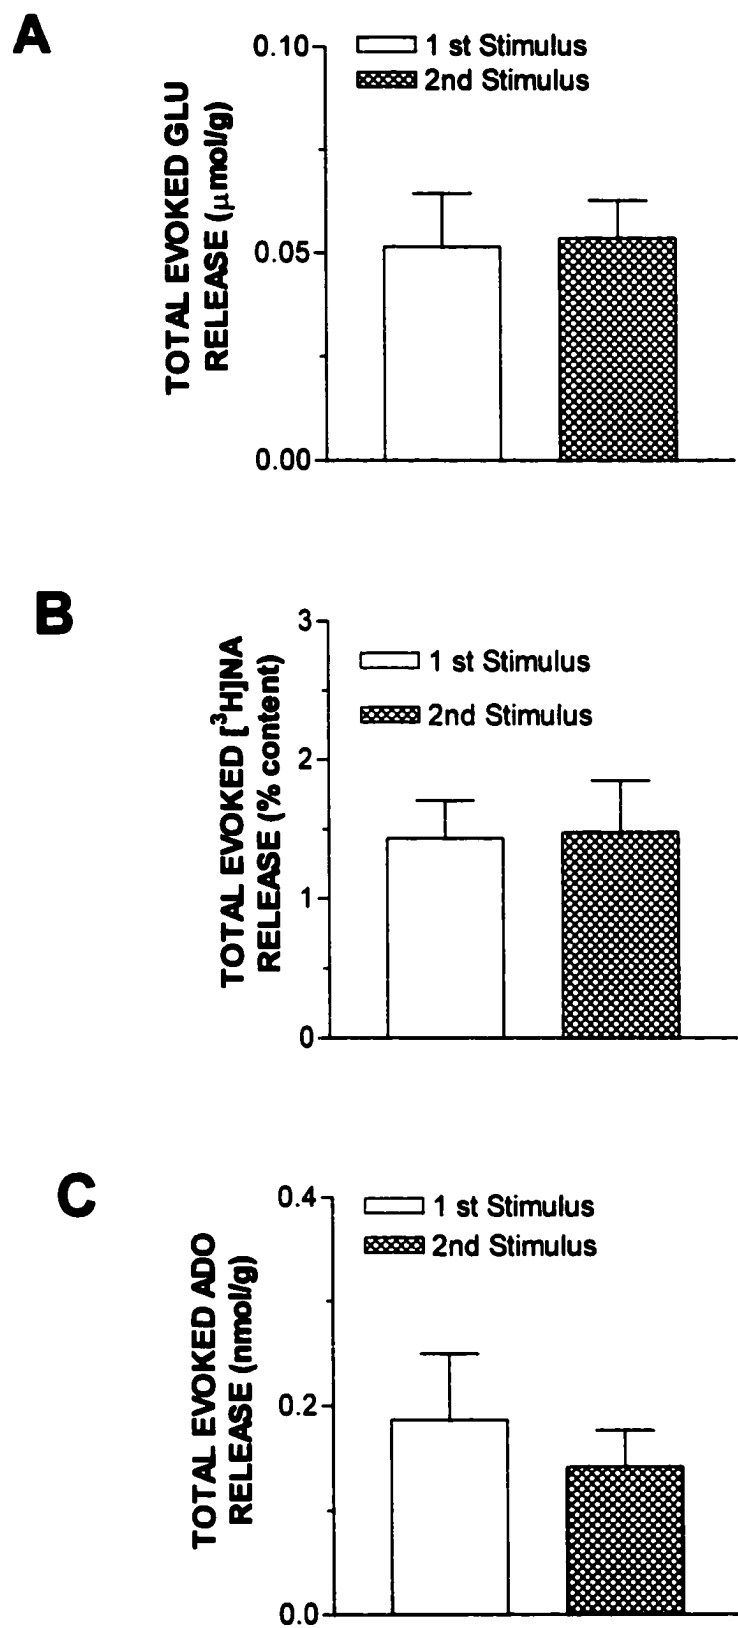 A
TOTAL EVOKED GLU
RELEASE (μmol/g)
0.10
0.05
0.00
1 st Stimulus
2nd Stimulus
B
TOTAL EVOKED [³H]NA
RELEASE (% content)
3
2
1
0
1 st Stimulus
2nd Stimulus
C
TOTAL EVOKED ADO
RELEASE (nmol/g)
0.4
0.2
0.0
1 st Stimulus
2nd Stimulus